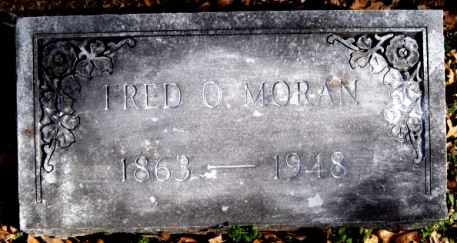 FRED O. MORAN
1863 — 1948